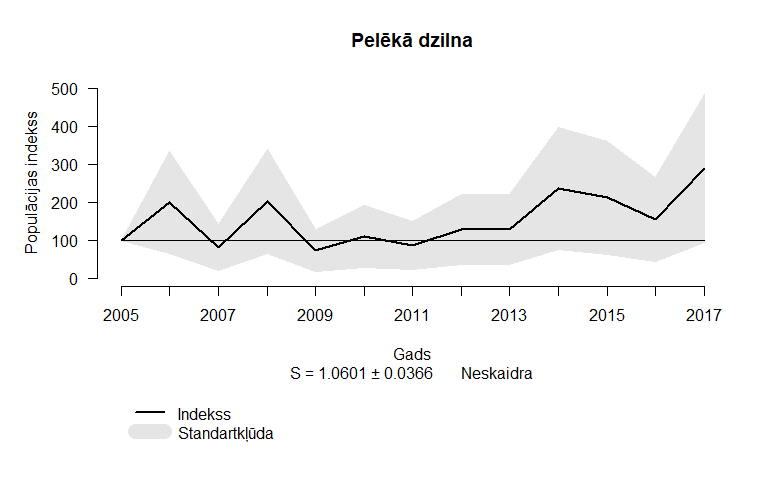 Pelēkā dzilna
Populācijas indekss
500
400
300
200
100
0
2005 2007 2009 2011 2013 2015 2017
Gads
S = 1.0601 ± 0.0366 Neskaidra
Indekss
Standartkļūda